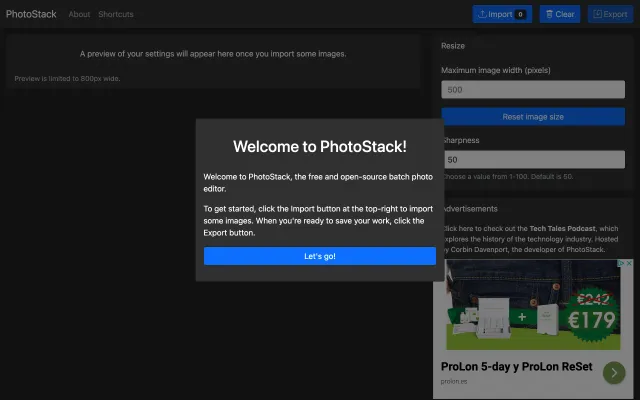 PhotoStack About Shortcuts Import 0 Clear Export
A preview of your settings will appear here once you import some images.
Preview is limited to 800px wide.
Welcome to PhotoStack!
Welcome to PhotoStack, the free and open-source batch photo
editor.
To get started, click the Import button at the top-right to import
some images. When you're ready to save your work, click the
Export button.
Let's go!
Resize
Maximum image width (pixels)
500
Reset image size
Sharpness
50
Choose a value from 1-100. Default is 50.
Advertisements
Click here to check out the Tech Tales Podcast, which
explores the history of the technology industry. Hosted
by Corbin Davenport, the developer of PhotoStack.
€242
€179
ProLon 5-day y ProLon ReSet
prolon.es